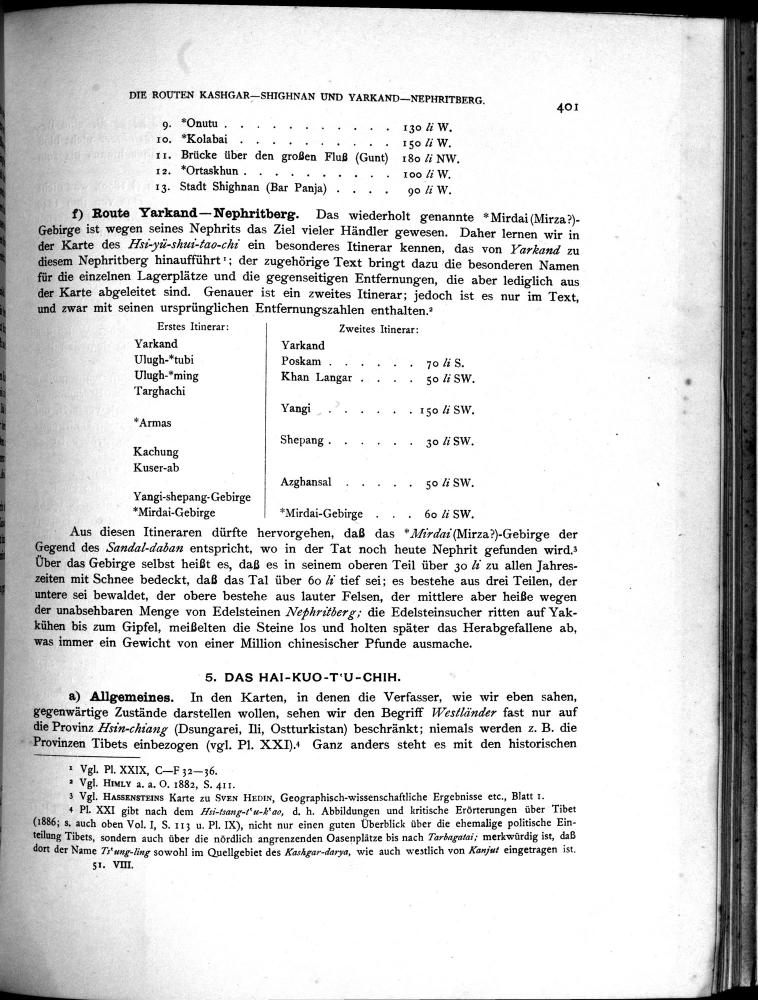 DIE ROUTEN KASHGAR—SHIGHNAN UND YARKAND—NEPHRITBERG.
401
9. *Onutu . . . . . . . . . . 130 li W.
10. *Kolabai . . . . . . . . . . 150 li W.
11. Brücke über den großen Fluß (Gunt) 180 li NW.
12. *Ortaskhun . . . . . . . . . 100 li W.
13. Stadt Shighnan (Bar Panja) . . . . 90 li W.
f) Route Yarkand—Nephritberg. Das wiederholt genannte *Mirdai (Mirza?)-
Gebirge ist wegen seines Nephrits das Ziel vieler Händler gewesen. Daher lernen wir in
der Karte des Hsi-yü-shui-tao-chi ein besonderes Itinerar kennen, das von Yarkand zu
diesem Nephritberg hinaufführt¹; der zugehörige Text bringt dazu die besonderen Namen
für die einzelnen Lagerplätze und die gegenseitigen Entfernungen, die aber lediglich aus
der Karte abgeleitet sind. Genauer ist ein zweites Itinerar; jedoch ist es nur im Text,
und zwar mit seinen ursprünglichen Entfernungszahlen enthalten.²
Erstes Itinerar:
Yarkand
Ulugh-*tubi
Ulugh-*ming
Targhachi
*Armas
Kachung
Kuser-ab
Yangi-shepang-Gebirge
*Mirdai-Gebirge
Zweites Itinerar:
Yarkand
Poskam . . . . . . 70 li S.
Khan Langar . . . . 50 li SW.
Yangi . . . . . . 150 li SW.
Shepang . . . . . . 30 li SW.
Azghansal . . . . . 50 li SW.
*Mirdai-Gebirge . . . 60 li SW.
Aus diesen Itineraren dürfte hervorgehen, daß das *Mirdai (Mirza?)-Gebirge der
Gegend des Sandal-daban entspricht, wo in der Tat noch heute Nephrit gefunden wird.³
Über das Gebirge selbst heißt es, daß es in seinem oberen Teil über 30 li zu allen Jahres-
zeiten mit Schnee bedeckt, daß das Tal über 60 li tief sei; es bestehe aus drei Teilen, der
untere sei bewaldet, der obere bestehe aus lauter Felsen, der mittlere aber heiße wegen
der unabsehbaren Menge von Edelsteinen Nephritberg; die Edelsteinsucher ritten auf Yak-
kühen bis zum Gipfel, meißelten die Steine los und holten später das Herabgefallene ab,
was immer ein Gewicht von einer Million chinesischer Pfunde ausmache.
5. DAS HAI-KUO-T'U-CHIH.
a) Allgemeines. In den Karten, in denen die Verfasser, wie wir eben sahen,
gegenwärtige Zustände darstellen wollen, sehen wir den Begriff Westländer fast nur auf
die Provinz Hsin-chiang (Dsungarei, Ili, Ostturkistan) beschränkt; niemals werden z. B. die
Provinzen Tibets einbezogen (vgl. Pl. XXI).⁴ Ganz anders steht es mit den historischen
¹ Vgl. Pl. XXIX, C—F 32—36.
² Vgl. HIMLY a. a. O. 1882, S. 411.
³ Vgl. HASSENSTEINS Karte zu SVEN HEDIN, Geographisch-wissenschaftliche Ergebnisse etc., Blatt 1.
⁴ Pl. XXI gibt nach dem Hsi-tsang-t'u-k'ao, d. h. Abbildungen und kritische Erörterungen über Tibet
(1886; s. auch oben Vol. I, S. 113 u. Pl. IX), nicht nur einen guten Überblick über die ehemalige politische Ein-
teilung Tibets, sondern auch über die nördlich angrenzenden Oasenplätze bis nach Tarbagatai; merkwürdig ist, daß
dort der Name Ts'ung-ling sowohl im Quellgebiet des Kashgar-darya, wie auch westlich von Kanjut eingetragen ist.
51. VIII.